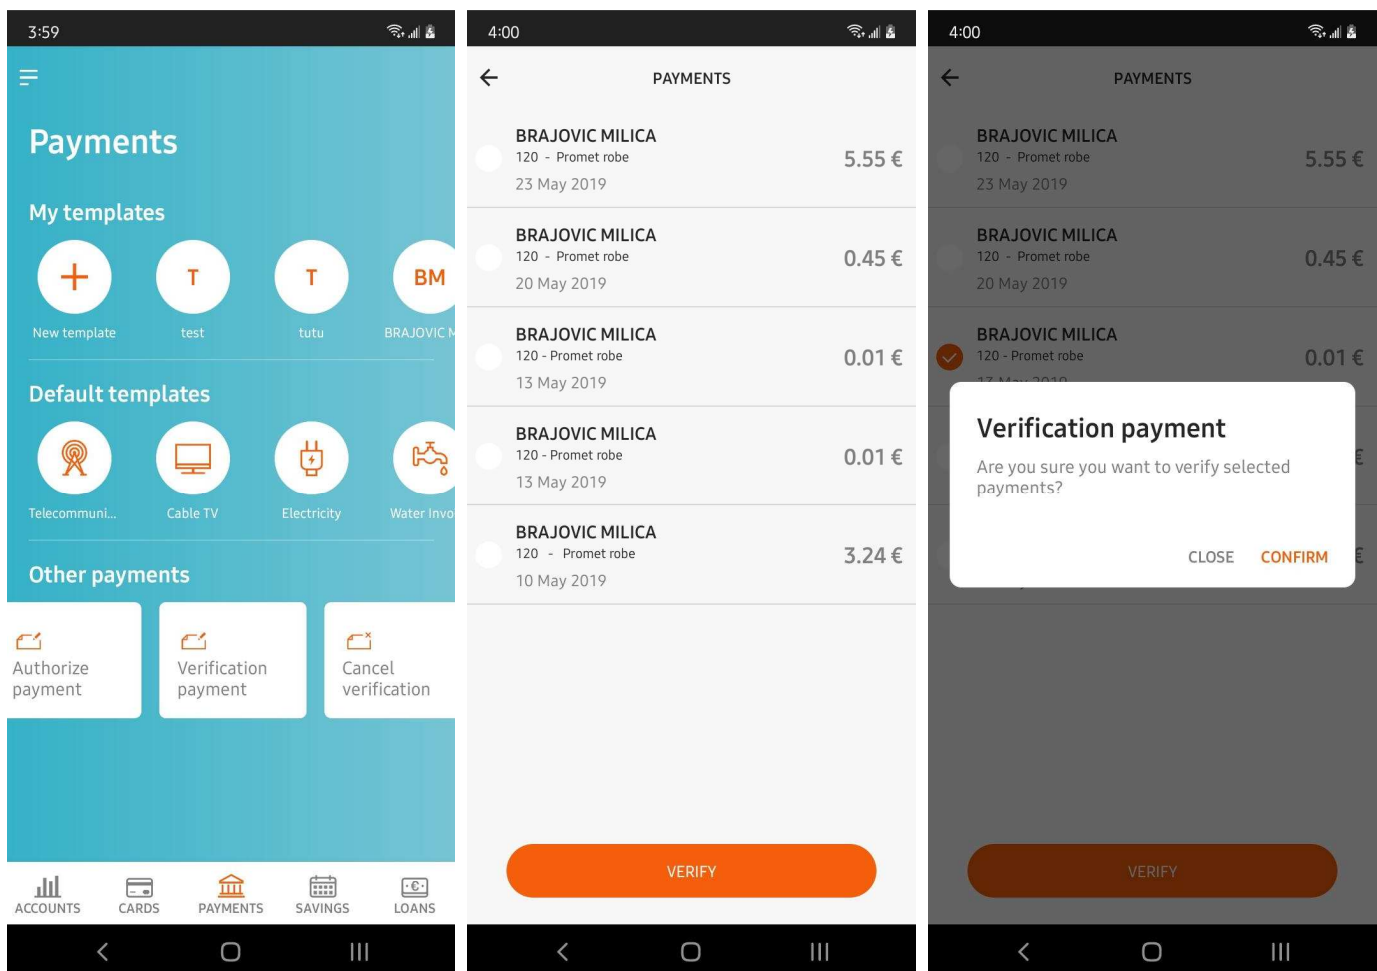 3:59
Payments
My templates
T
T
BM
New template
test
tutu
BRAJOVIC M
Default templates
Telecommuni...
Cable TV
Electricity
Water Invo
Other payments
Authorize
payment
Verification
payment
Cancel
verification
ACCOUNTS
CARDS
PAYMENTS
SAVINGS
LOANS
4:00
PAYMENTS
BRAJOVIC MILICA
120 - Promet robe
5.55 €
23 May 2019
BRAJOVIC MILICA
120 - Promet robe
0.45 €
20 May 2019
BRAJOVIC MILICA
120 - Promet robe
0.01 €
13 May 2019
BRAJOVIC MILICA
120 - Promet robe
0.01 €
13 May 2019
BRAJOVIC MILICA
120 - Promet robe
3.24 €
10 May 2019
VERIFY
4:00
PAYMENTS
BRAJOVIC MILICA
120 - Promet robe
5.55 €
23 May 2019
BRAJOVIC MILICA
120 - Promet robe
0.45 €
20 May 2019
BRAJOVIC MILICA
120 - Promet robe
0.01 €
13 May 2019
Verification payment
Are you sure you want to verify selected
payments?
€
CLOSE
CONFIRM
€
VERIFY